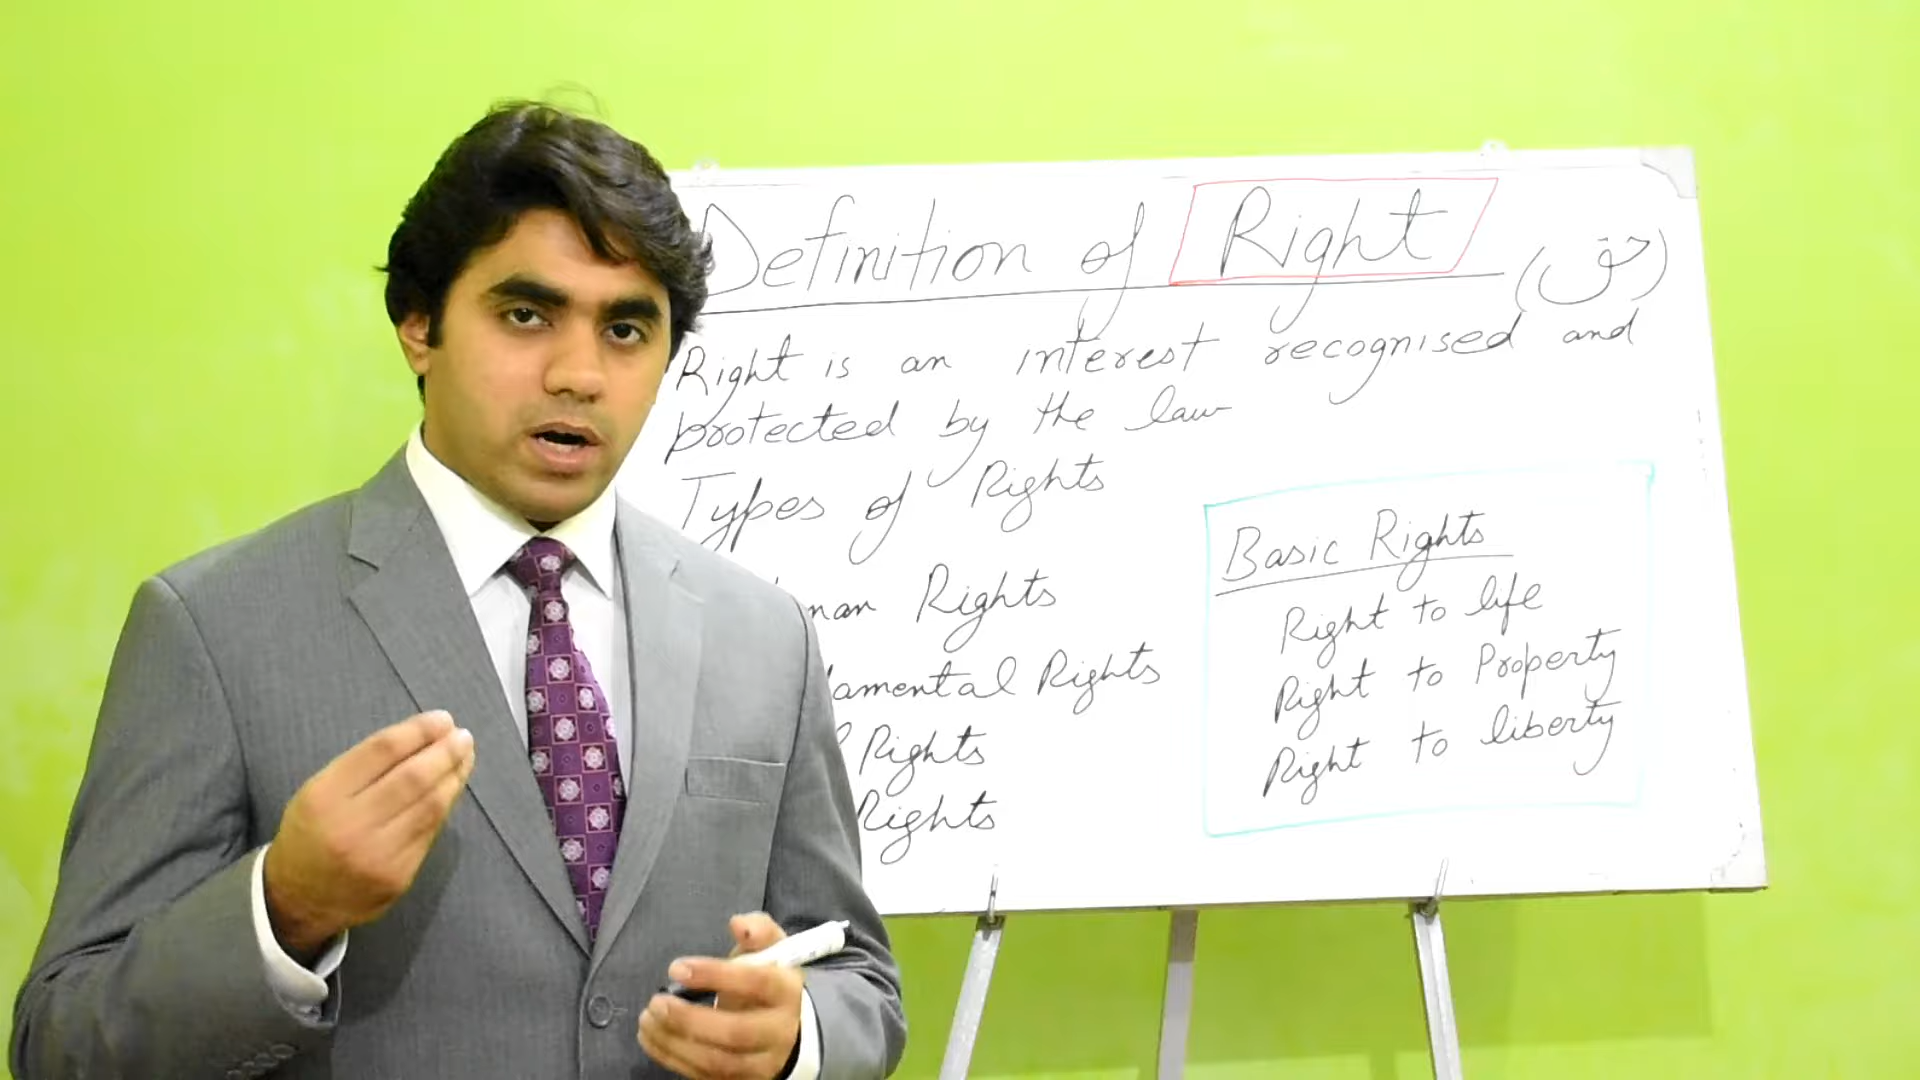 Definition of Right (حق)
Right is an interest recognised and
protected by the law
Types of Rights
Rights
Rights
Rights
Rights
Basic Rights
Right to life
Right to Property
Right to liberty